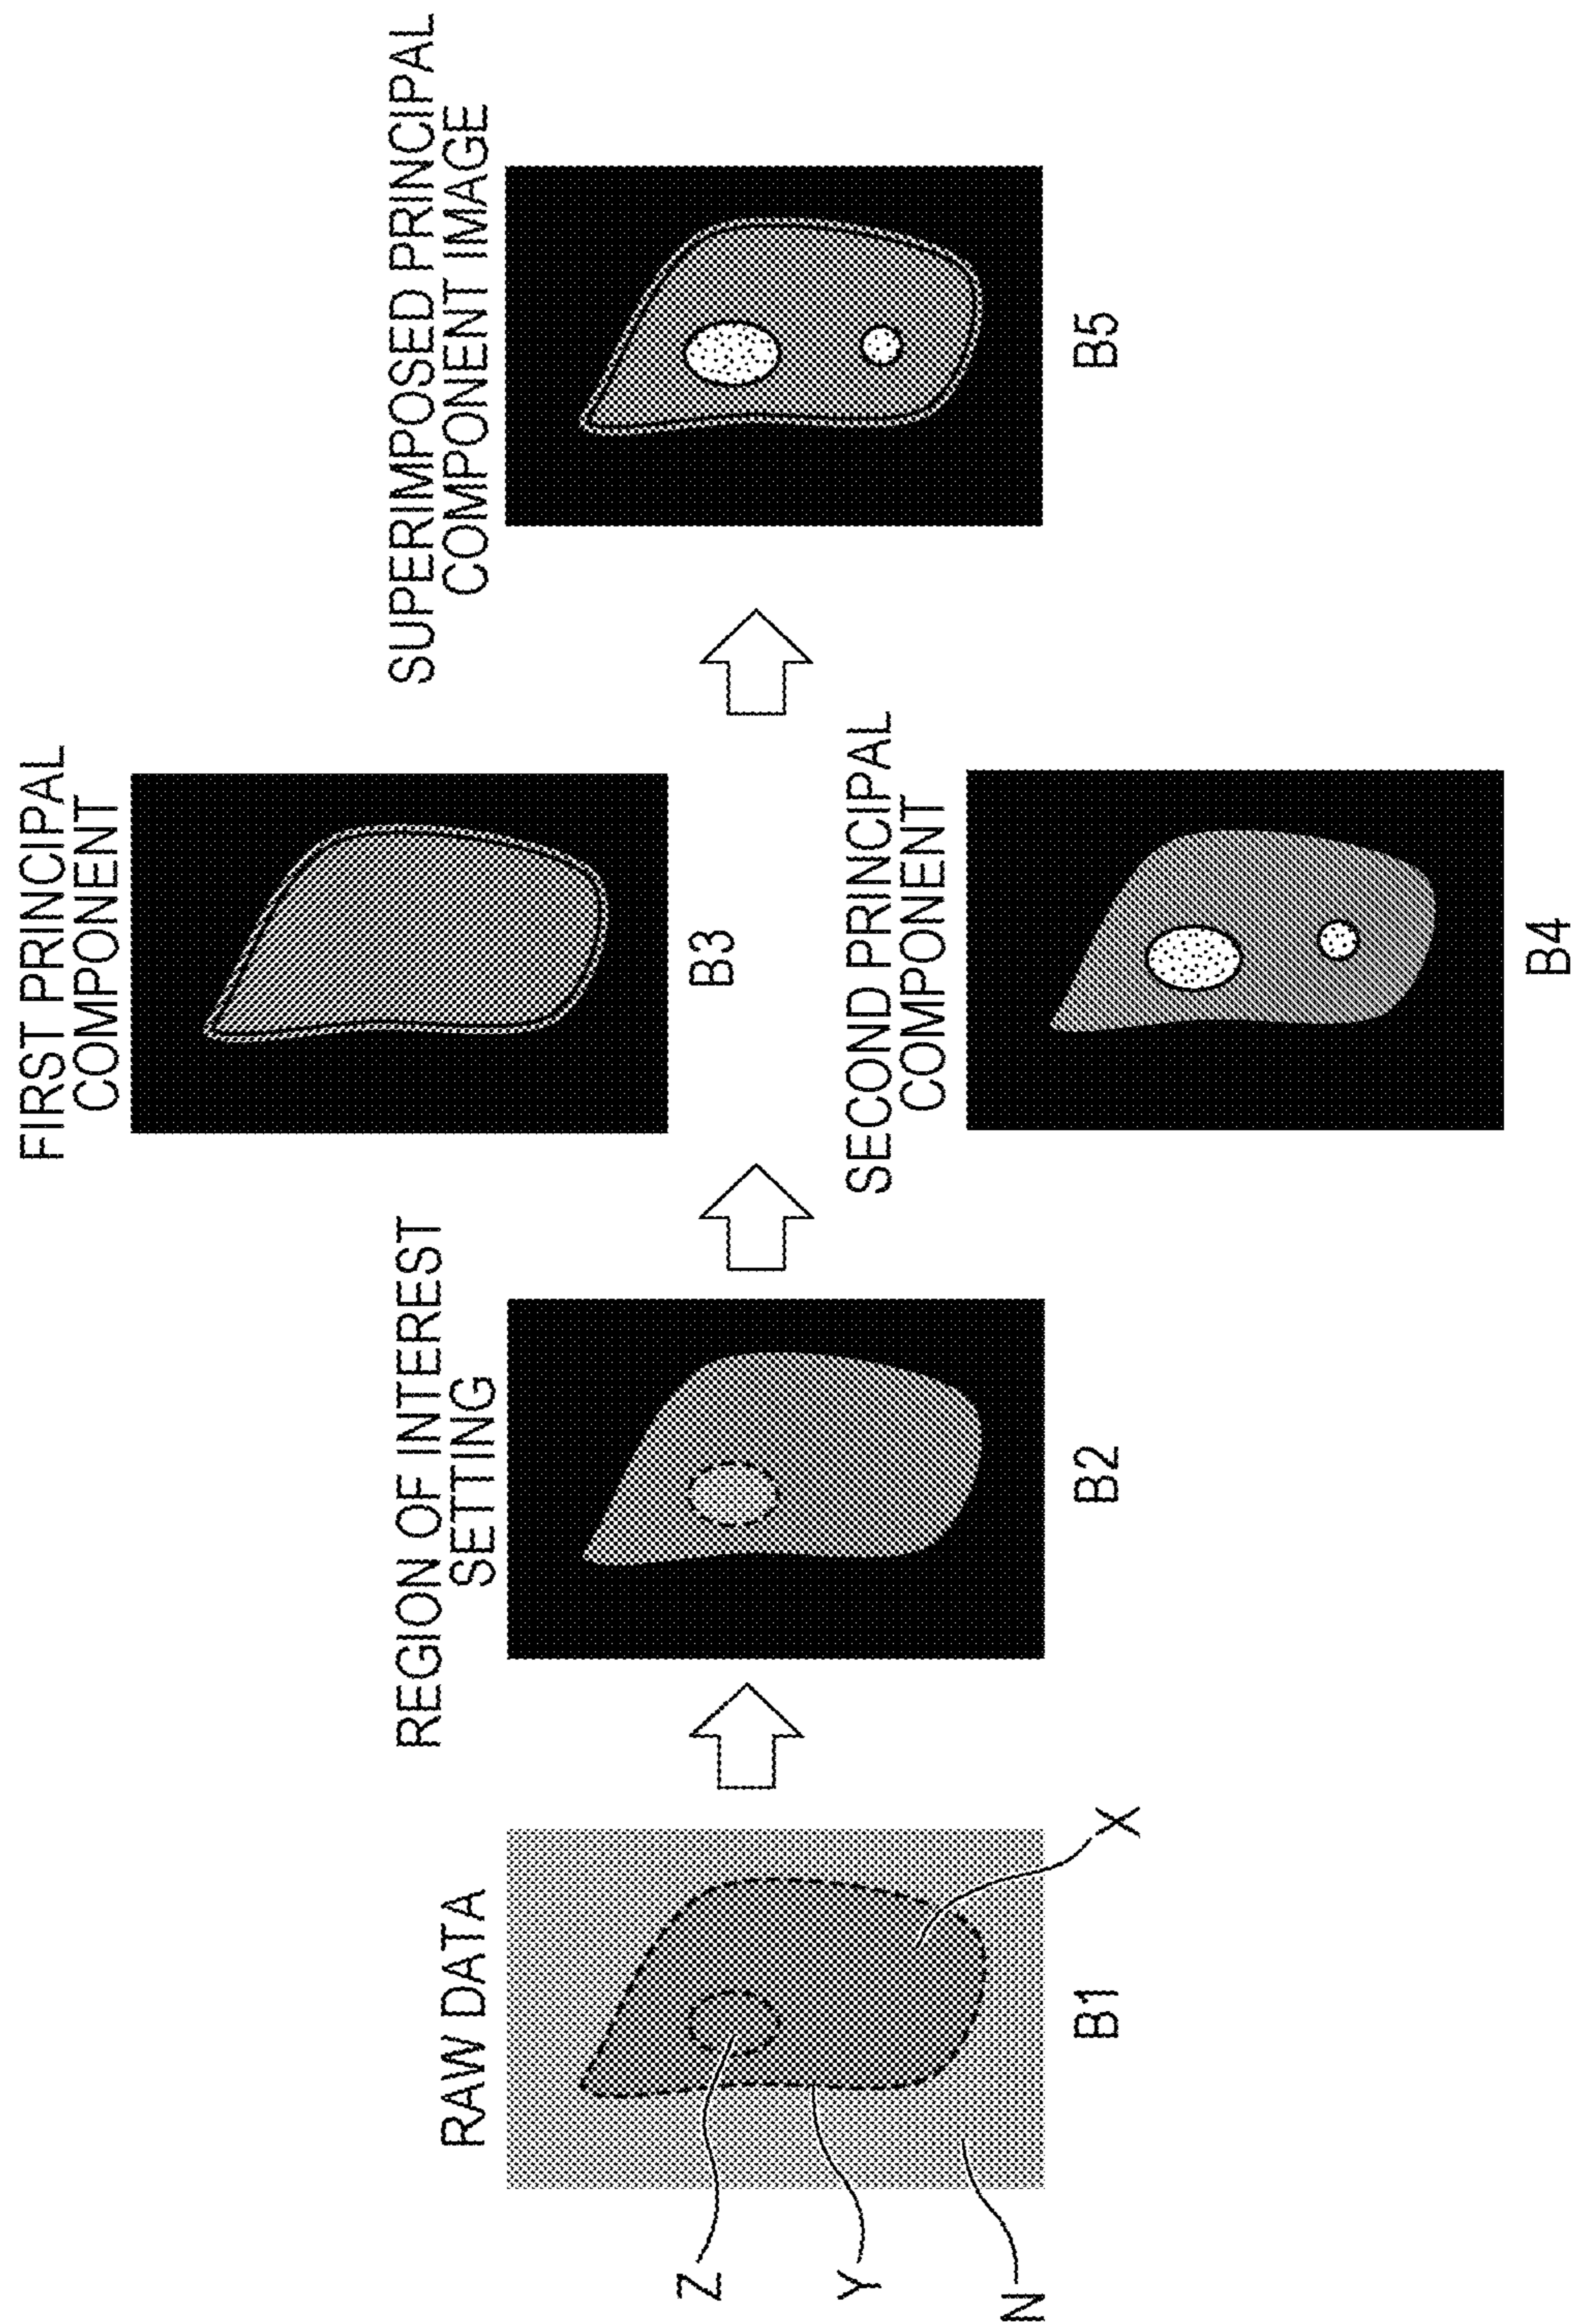 RAW DATA
Z
Y
N
X
B1
REGION OF INTEREST
SETTING
B2
FIRST PRINCIPAL
COMPONENT
B3
SECOND PRINCIPAL
COMPONENT
B4
SUPERIMPOSED PRINCIPAL
COMPONENT IMAGE
B5